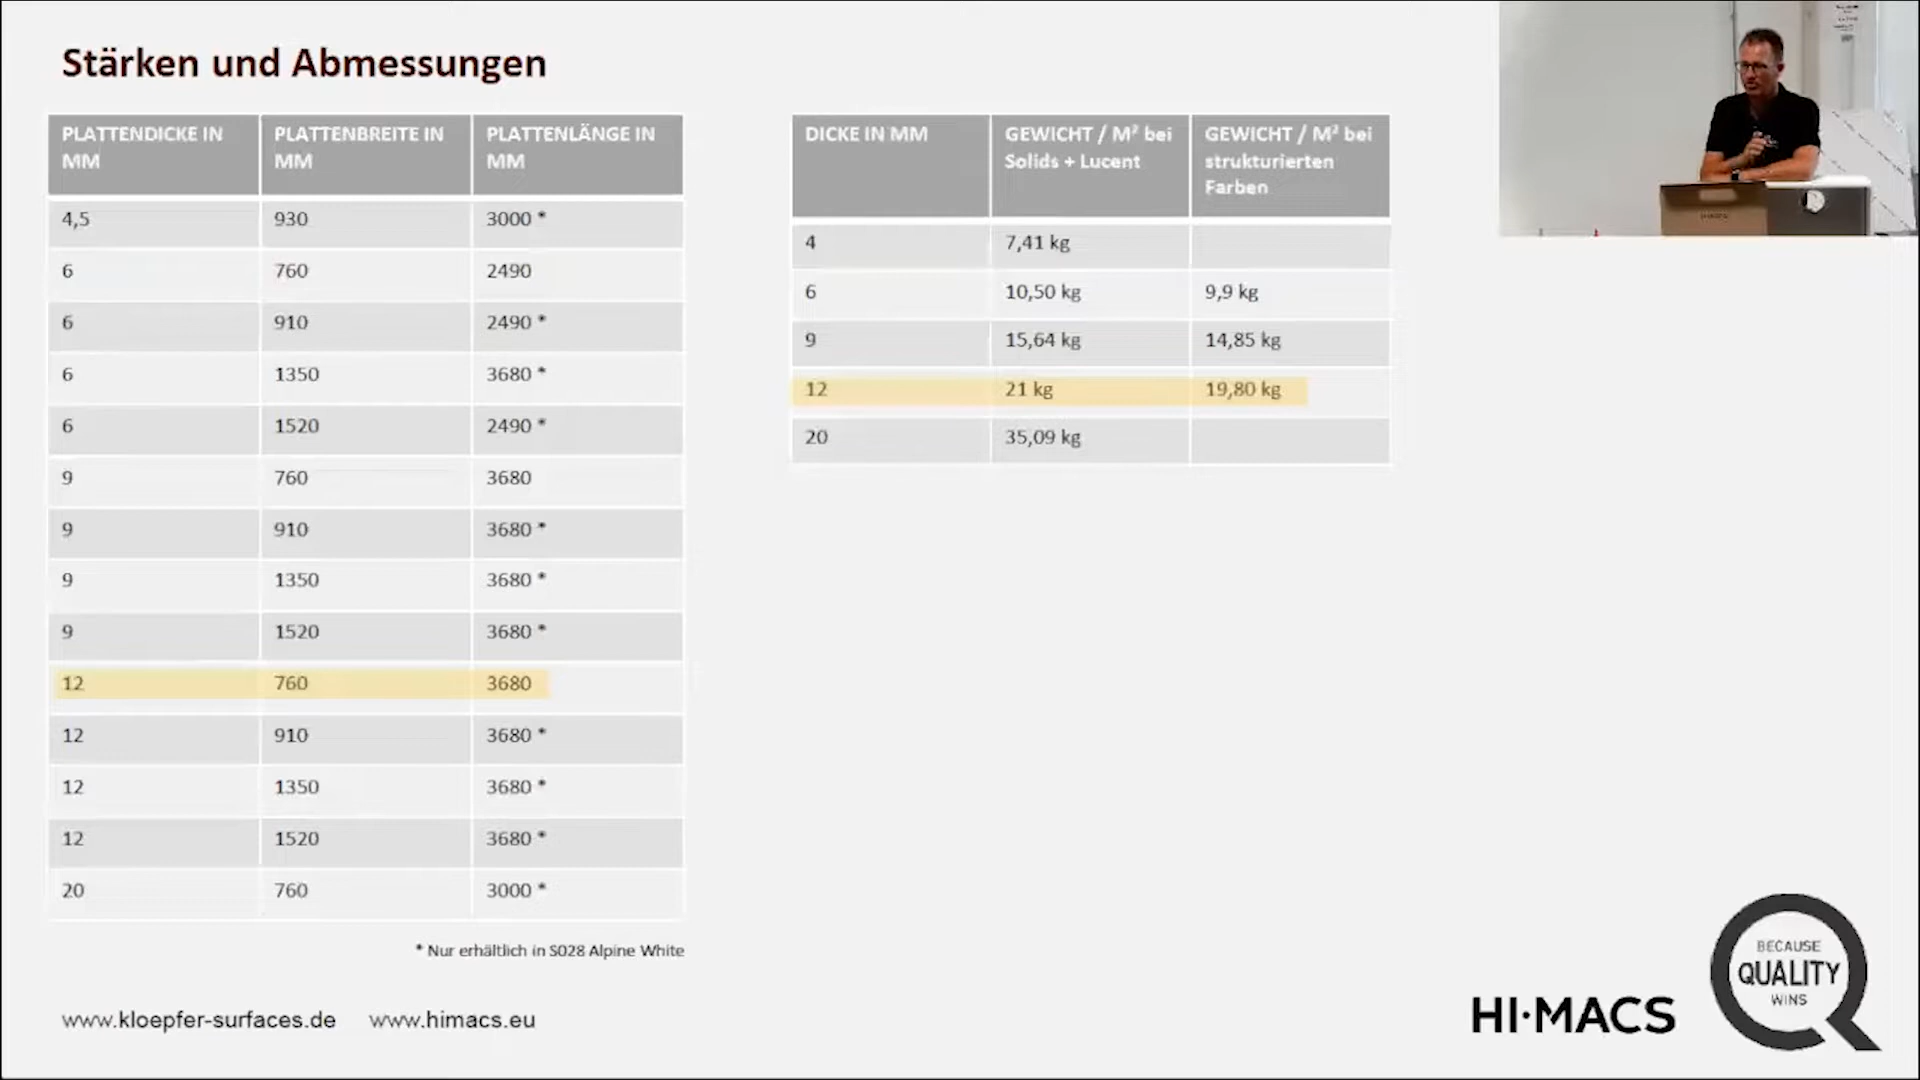 Stärken und Abmessungen
PLATTENDICKE IN MM PLATTENBREITE IN MM PLATTENLÄNGE IN MM
4,5 930 3000 *
6 760 2490
6 910 2490 *
6 1350 3680 *
6 1520 2490 *
9 760 3680
9 910 3680 *
9 1350 3680 *
9 1520 3680 *
12 760 3680
12 910 3680 *
12 1350 3680 *
12 1520 3680 *
20 760 3000 *
* Nur erhältlich in S028 Alpine White
DICKE IN MM GEWICHT / M² bei Solids + Lucent GEWICHT / M² bei strukturierten Farben
4 7,41 kg
6 10,50 kg 9,9 kg
9 15,64 kg 14,85 kg
12 21 kg 19,80 kg
20 35,09 kg
www.kloepfer-surfaces.de www.himacs.eu
HI·MACS
BECAUSE
QUALITY
WINS